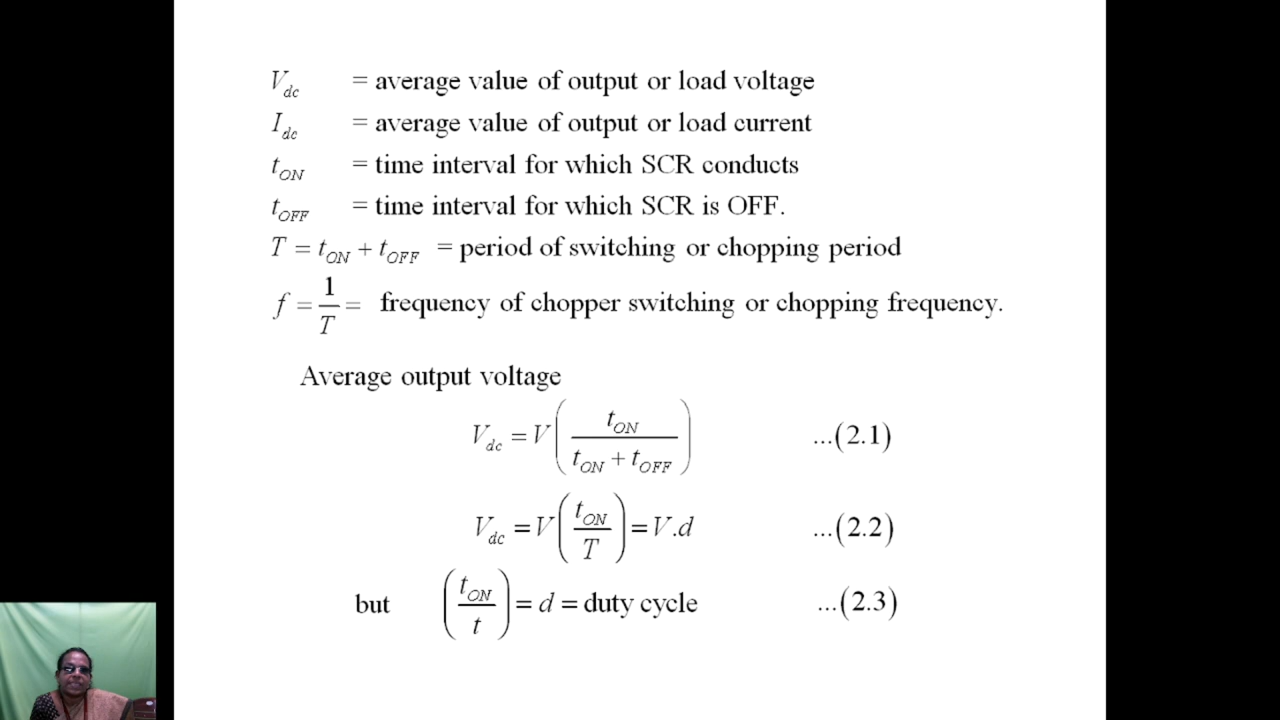 V_dc = average value of output or load voltage
I_dc = average value of output or load current
t_ON = time interval for which SCR conducts
t_OFF = time interval for which SCR is OFF.
T = t_ON + t_OFF = period of switching or chopping period
f = 1/T = frequency of chopper switching or chopping frequency.
Average output voltage
V_dc = V(t_ON/(t_ON + t_OFF)) ...(2.1)
V_dc = V(t_ON/T) = V.d ...(2.2)
but (t_ON/t) = d = duty cycle ...(2.3)